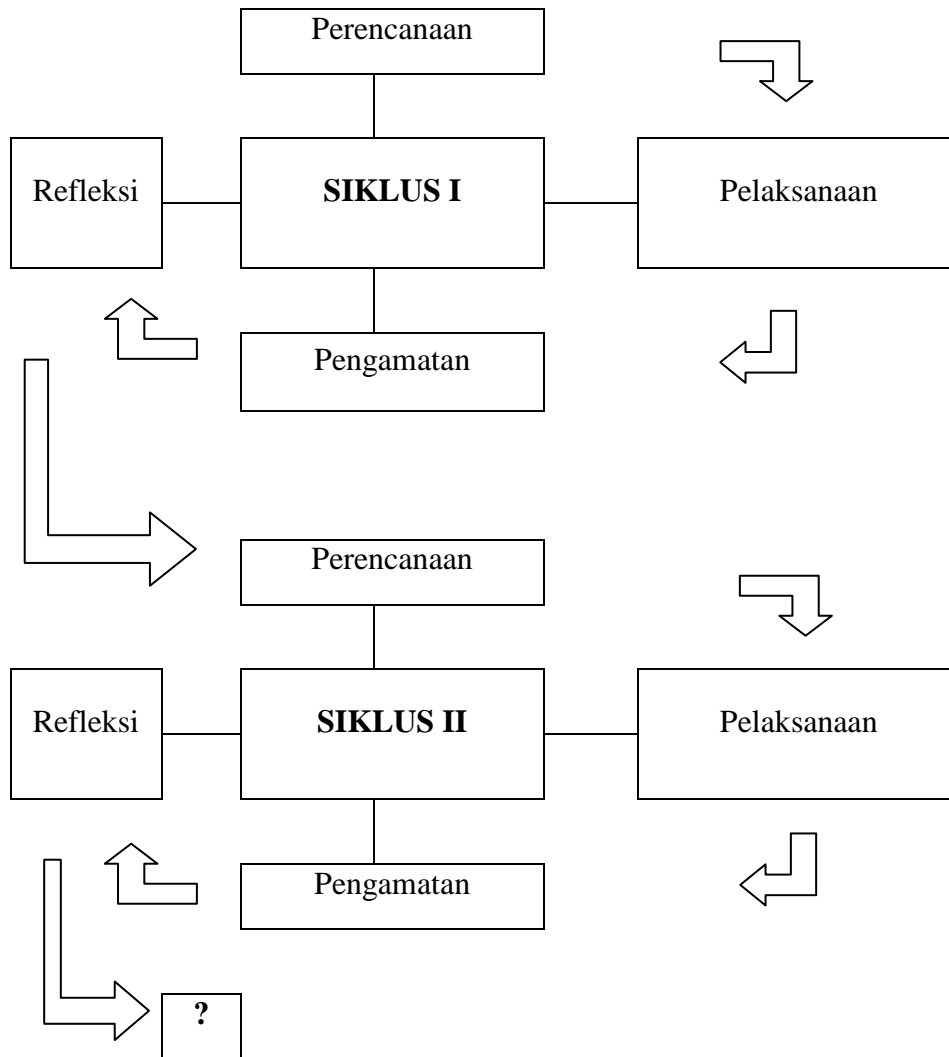 Perencanaan
Refleksi
SIKLUS I
Pelaksanaan
Pengamatan
Perencanaan
Refleksi
SIKLUS II
Pelaksanaan
Pengamatan
?